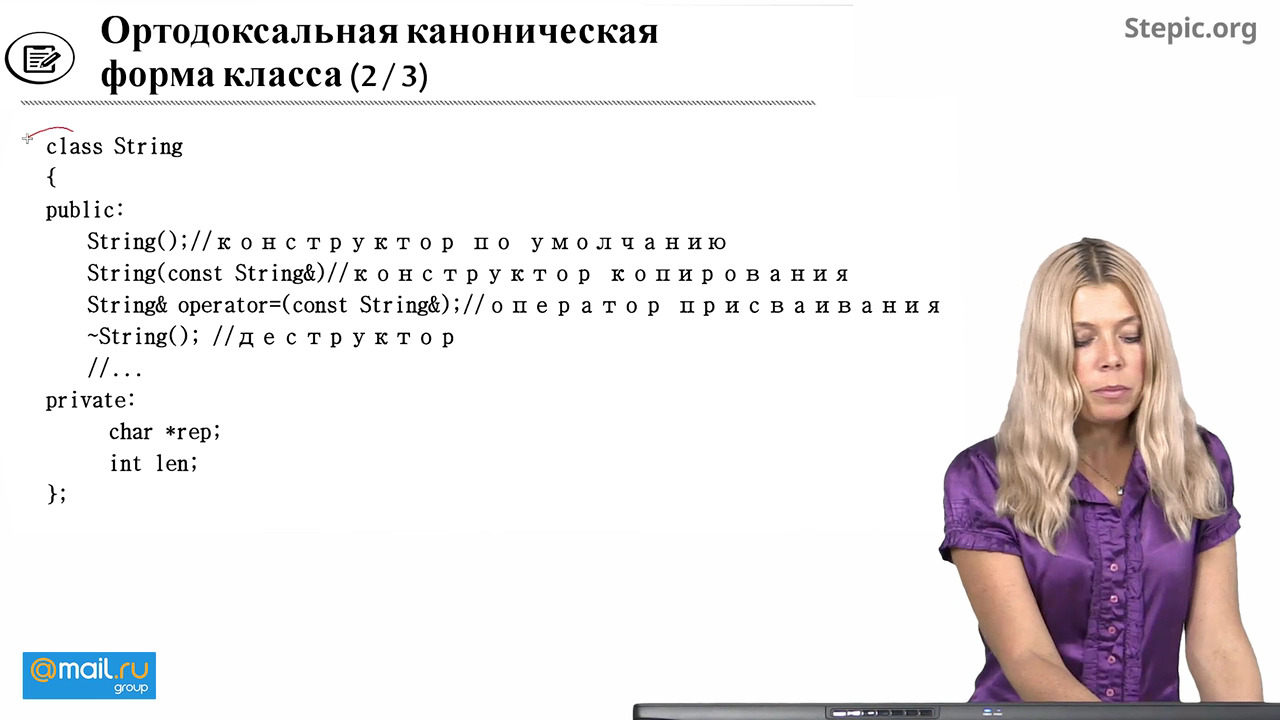 Ортодоксальная каноническая
форма класса (2 / 3)
Stepic.org
class String
{
public:
String();//конструктор по умолчанию
String(const String&)//конструктор копирования
String& operator=(const String&);//оператор присваивания
~String(); //деструктор
//...
private:
char *rep;
int len;
};
@mail.ru
group